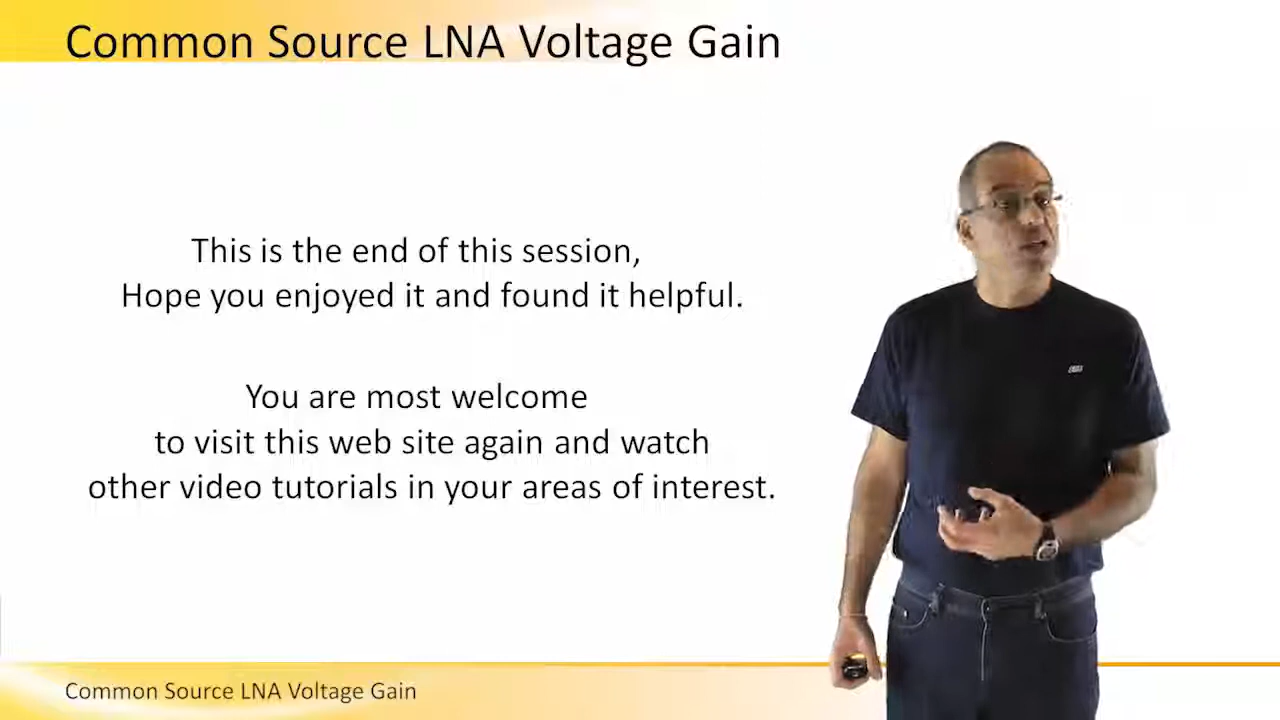 Common Source LNA Voltage Gain
This is the end of this session,
Hope you enjoyed it and found it helpful.
You are most welcome
to visit this web site again and watch
other video tutorials in your areas of interest.
Common Source LNA Voltage Gain